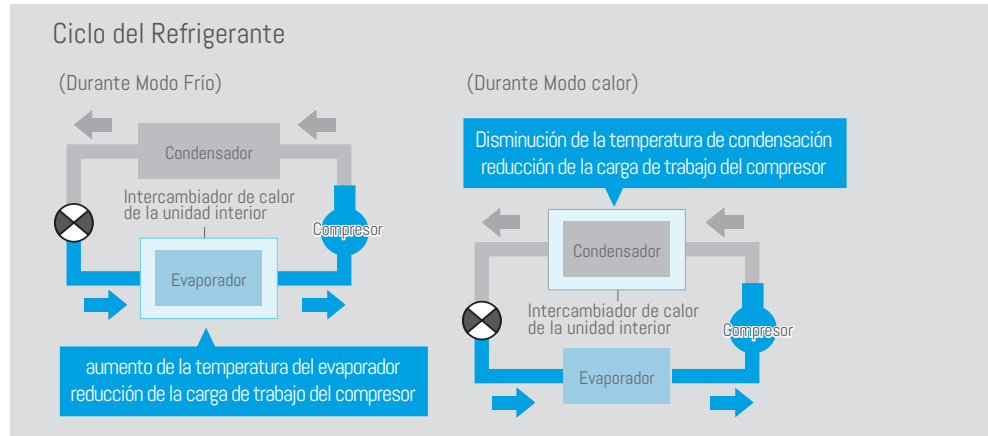 Ciclo del Refrigerante
(Durante Modo Frío)
Condensador
Intercambiador de calor
de la unidad interior
Compresor
Evaporador
aumento de la temperatura del evaporador
reducción de la carga de trabajo del compresor
(Durante Modo calor)
Disminución de la temperatura de condensación
reducción de la carga de trabajo del compresor
Condensador
Intercambiador de calor
de la unidad interior
Compresor
Evaporador